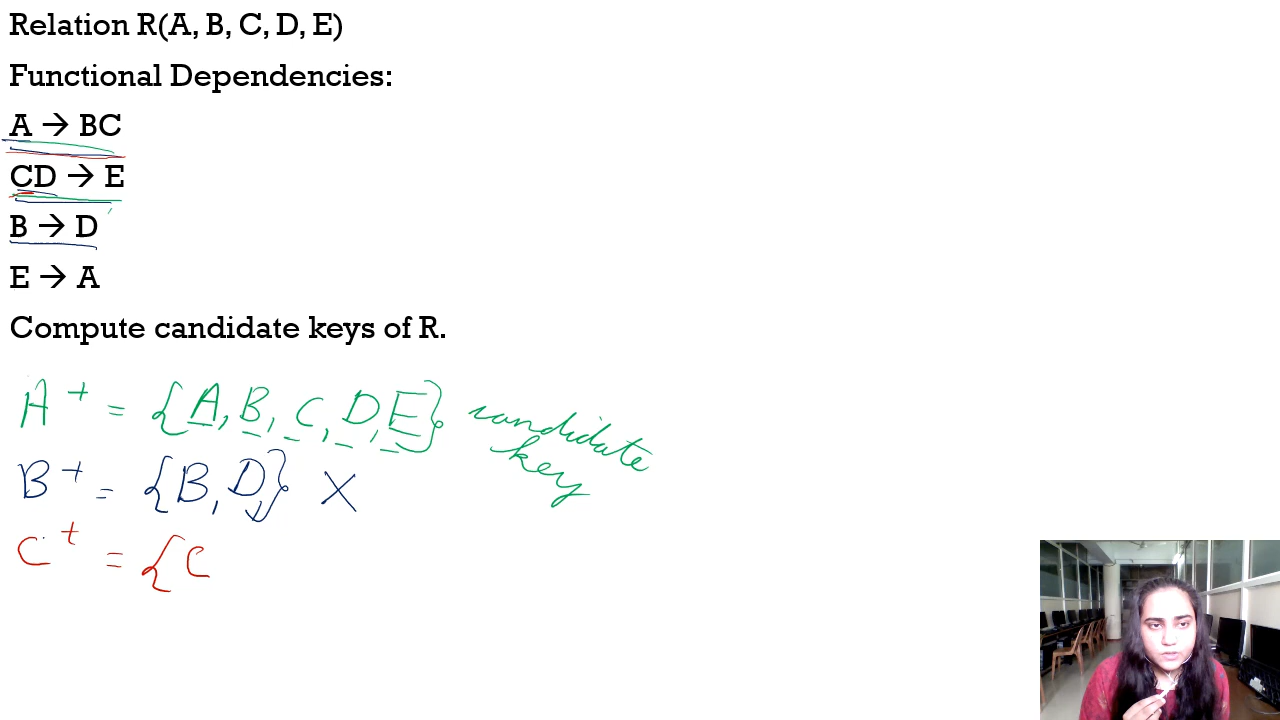 Relation R(A, B, C, D, E)
Functional Dependencies:
A → BC
CD → E
B → D
E → A
Compute candidate keys of R.
A⁺ = {A, B, C, D, E} candidate key
B⁺ = {B, D} X
C⁺ = {C